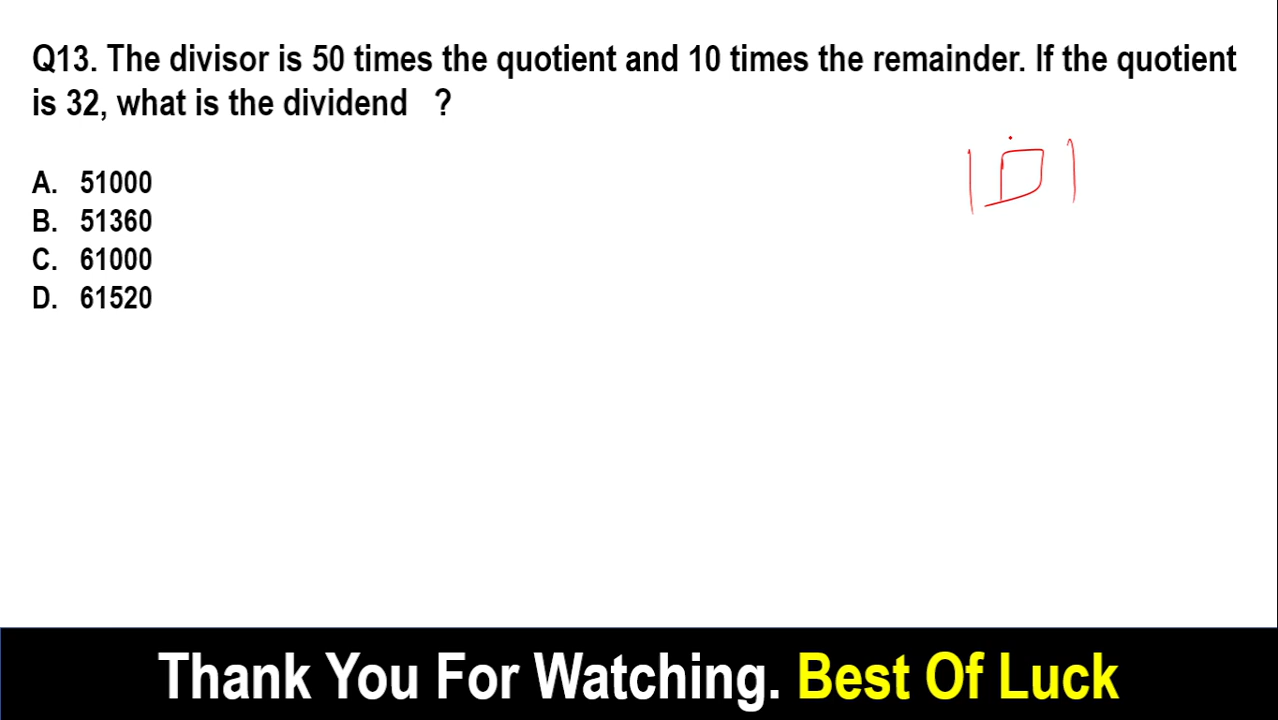 Q13. The divisor is 50 times the quotient and 10 times the remainder. If the quotient
is 32, what is the dividend ?
A. 51000
B. 51360
C. 61000
D. 61520
Thank You For Watching. Best Of Luck